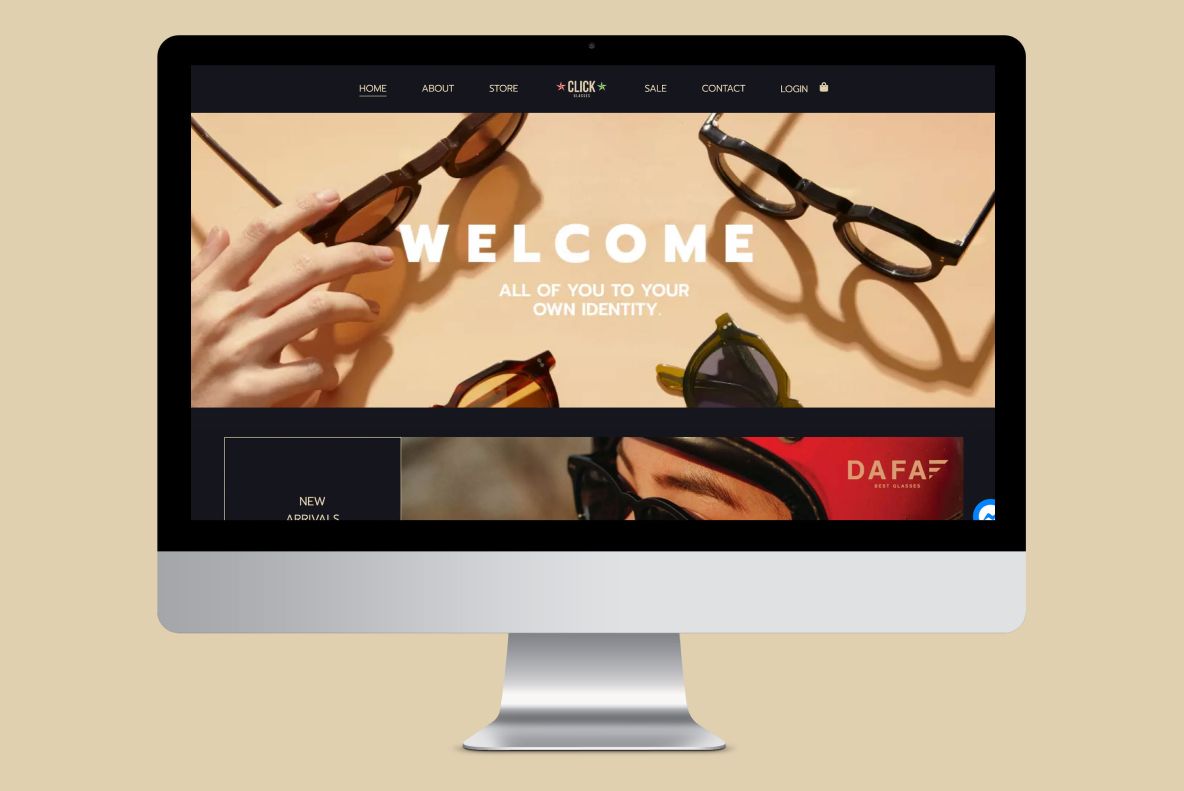 HOME
ABOUT
STORE
CLICK
GLASSES
SALE
CONTACT
LOGIN
WELCOME
ALL OF YOU TO YOUR
OWN IDENTITY.
NEW
ARRIVALS
DAFA
BEST GLASSES